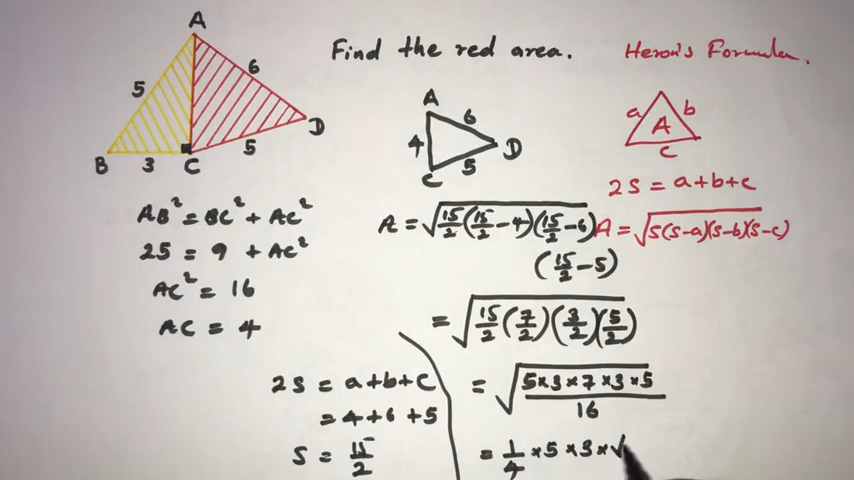 Find the red area.
Heron's Formula.
A
5
6
B
3
C
5
D
A
6
4
D
C
5
a
b
A
c
2S = a+b+c
A = √S(S-a)(S-b)(S-c)
AB² = BC² + AC²
25 = 9 + AC²
AC² = 16
AC = 4
A = √15/2(15/2-4)(15/2-6)
(15/2-5)
= √15/2(7/2)(3/2)(5/2)
2S = a+b+c
= 4+6+5
S = 15/2
= √5×3×7×3×5/16
= 1/4×5×3×√